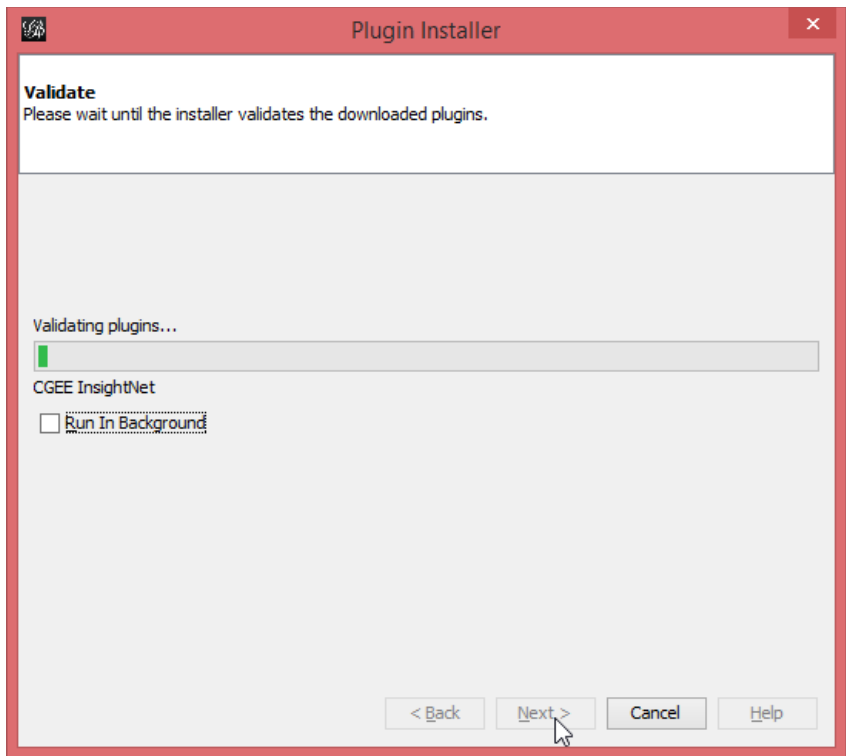 Plugin Installer
Validate
Please wait until the installer validates the downloaded plugins.
Validating plugins...
CGEE InsightNet
Run In Background
< Back Next > Cancel Help